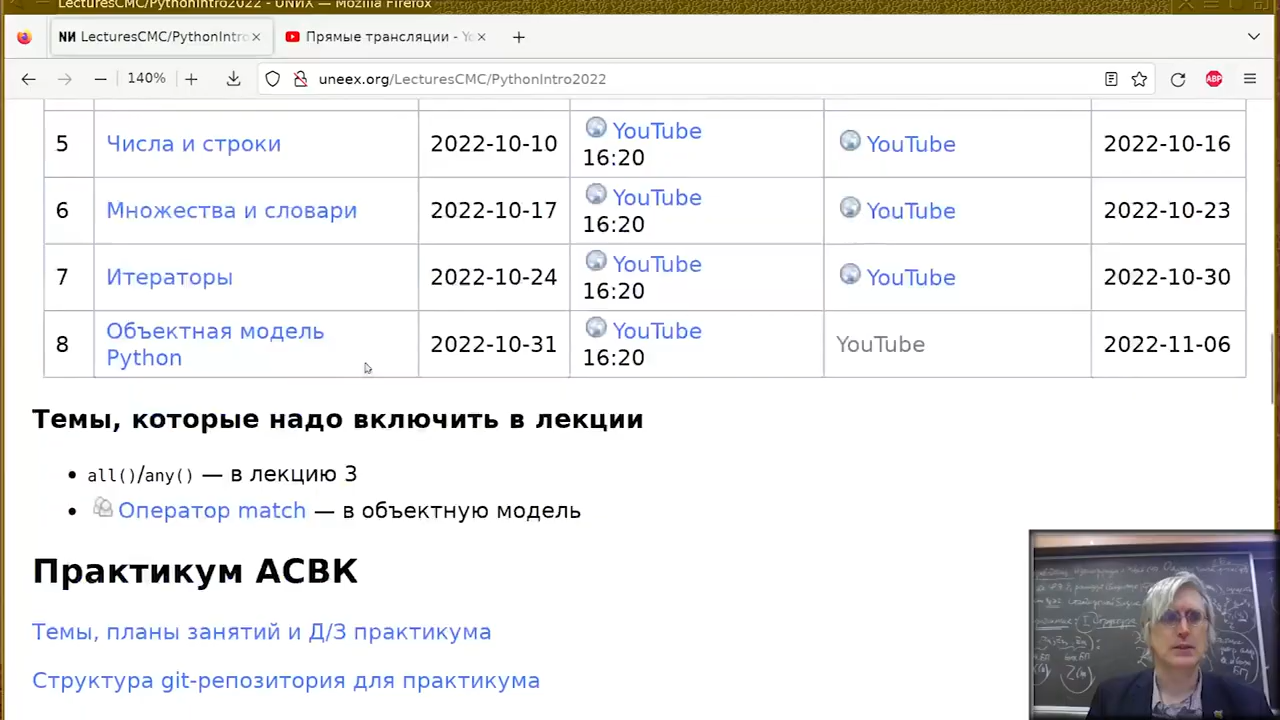 LecturesCMC/PythonIntro2022 - UNИX — Mozilla Firefox
NИ LecturesCMC/PythonIntro
Прямые трансляции - Yo
140%
uneex.org/LecturesCMC/PythonIntro2022
ABP
5 Числа и строки 2022-10-10 YouTube 16:20 YouTube 2022-10-16
6 Множества и словари 2022-10-17 YouTube 16:20 YouTube 2022-10-23
7 Итераторы 2022-10-24 YouTube 16:20 YouTube 2022-10-30
8 Объектная модель Python 2022-10-31 YouTube 16:20 YouTube 2022-11-06
Темы, которые надо включить в лекции
• all()/any() — в лекцию 3
• Оператор match — в объектную модель
Практикум АСВК
Темы, планы занятий и Д/З практикума
Структура git-репозитория для практикума